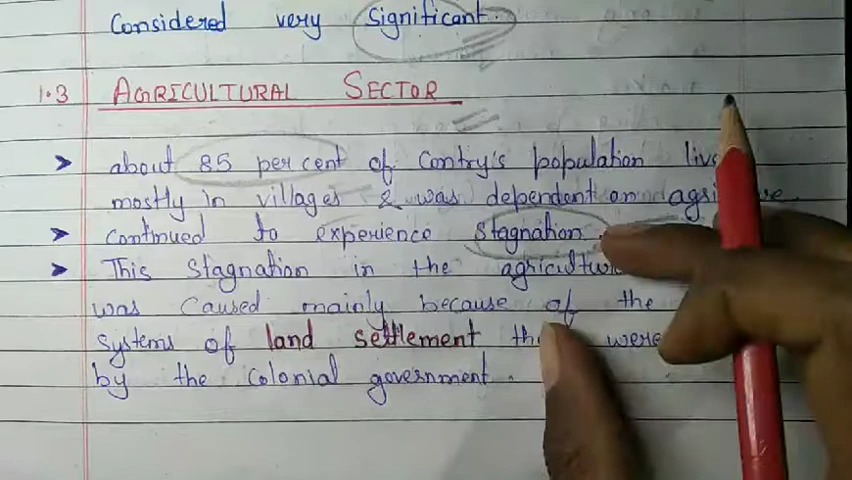 Considered very significant.
1.3 AGRICULTURAL SECTOR
➤ about 85 per cent of Contry's population
mostly in villages & was dependent on
➤ continued to experience stagnation.
➤ This stagnation in the
was caused mainly because of the
systems of land settlement were
by the colonial government.